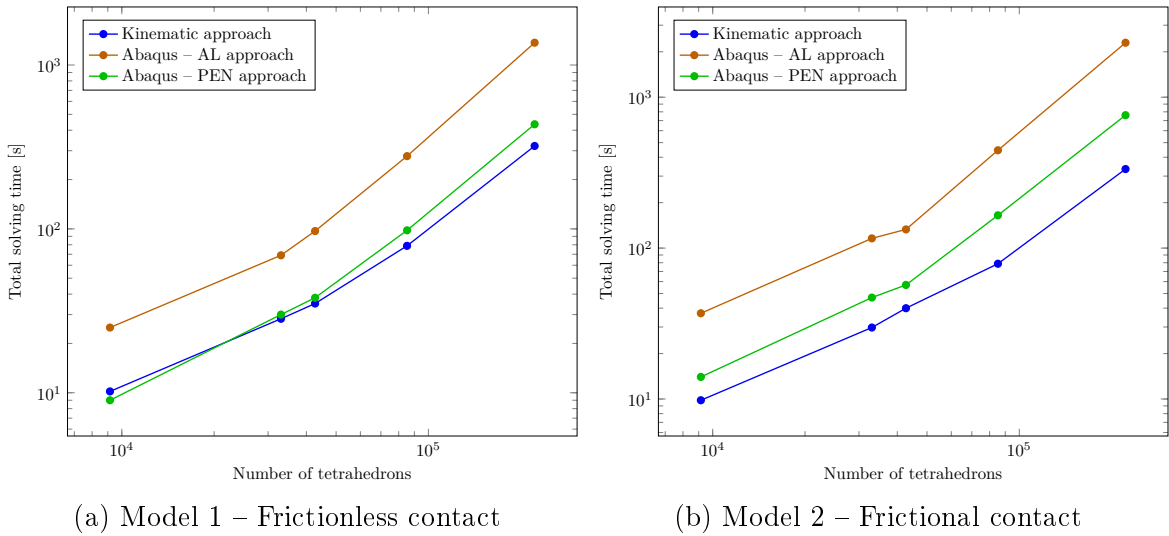 Kinematic approach
Abaqus – AL approach
Abaqus – PEN approach
10^3
10^2
10^1
10^4
10^5
Total solving time [s]
Number of tetrahedrons
(a) Model 1 – Frictionless contact
Kinematic approach
Abaqus – AL approach
Abaqus – PEN approach
10^3
10^2
10^1
10^4
10^5
Total solving time [s]
Number of tetrahedrons
(b) Model 2 – Frictional contact